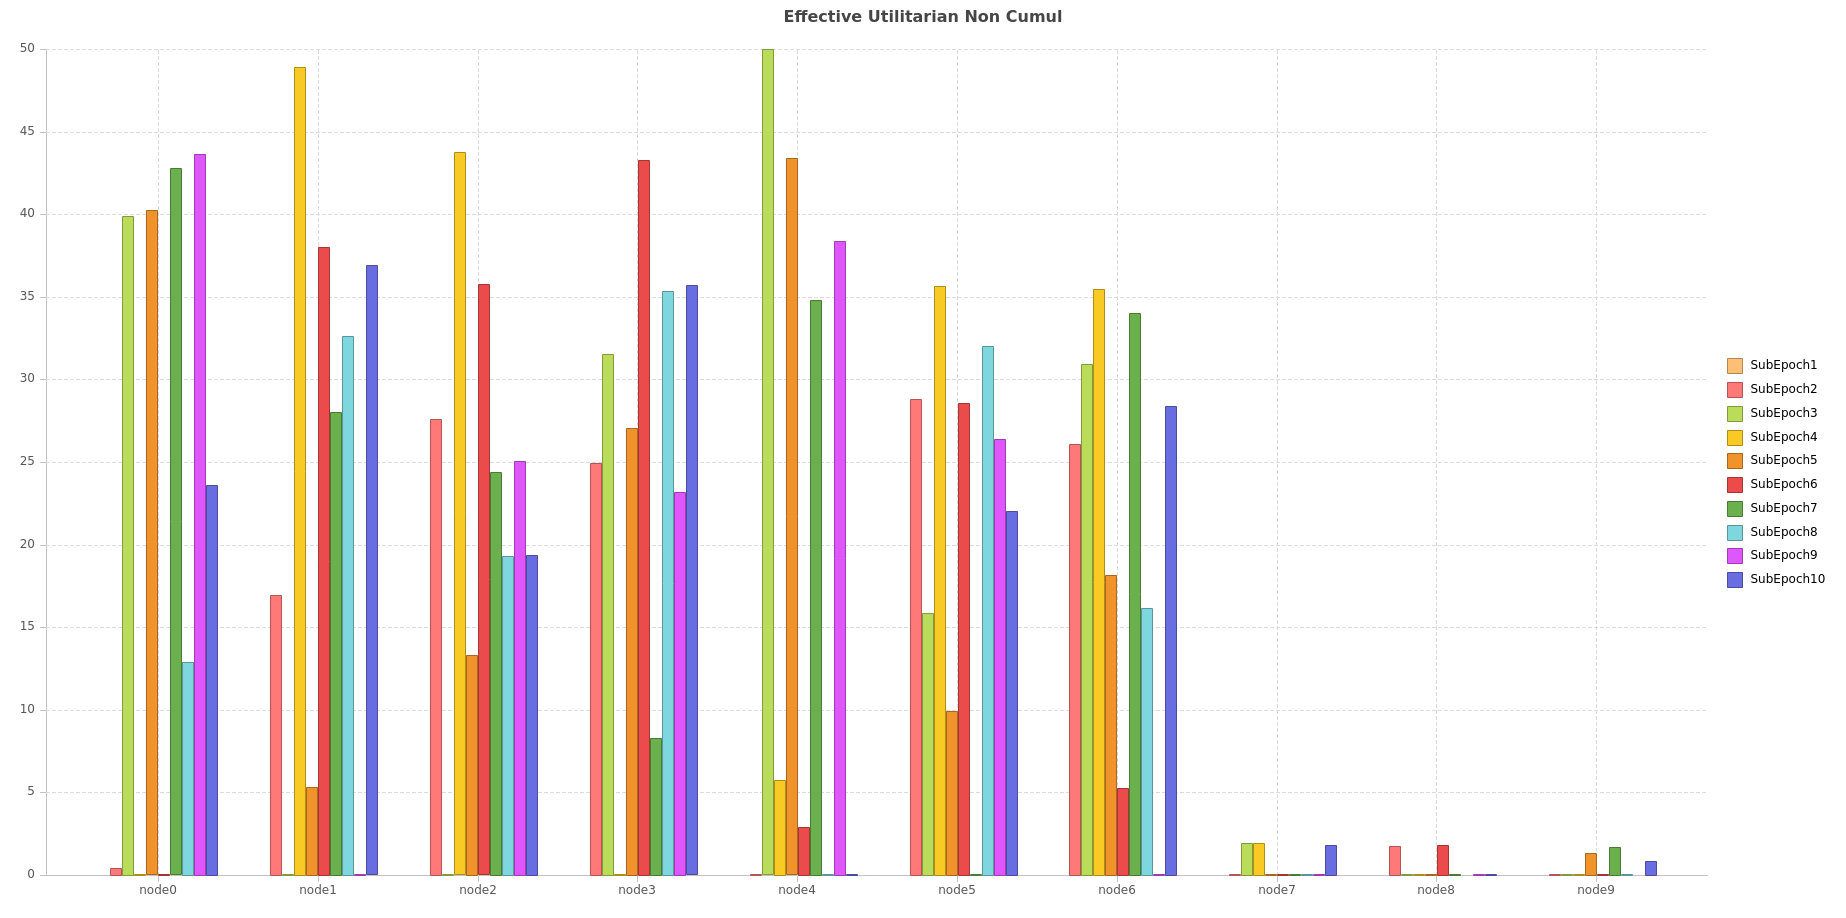 Effective Utilitarian Non Cumul
50
45
40
35
30
25
20
15
10
5
0
node0 node1 node2 node3 node4 node5 node6 node7 node8 node9
SubEpoch1
SubEpoch2
SubEpoch3
SubEpoch4
SubEpoch5
SubEpoch6
SubEpoch7
SubEpoch8
SubEpoch9
SubEpoch10